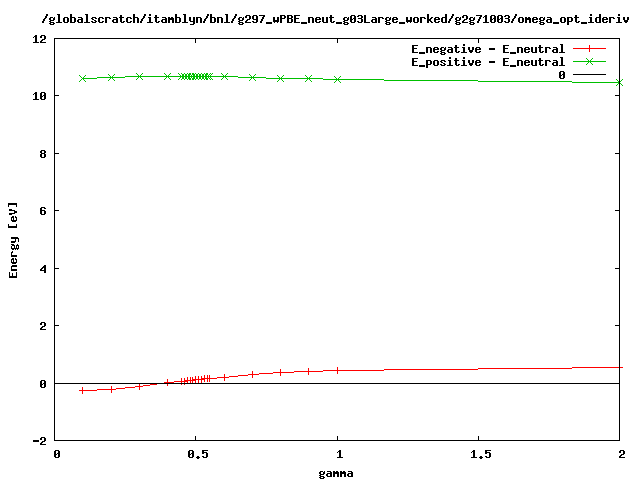 /globalscratch/itamblyn/bnl/g297_wPBE_neut_g03Large_worked/g2g71003/omega_opt_ideriv
E_negative - E_neutral
E_positive - E_neutral
0
12
10
8
6
4
2
0
-2
Energy [eV]
0
0.5
1
1.5
2
gamma